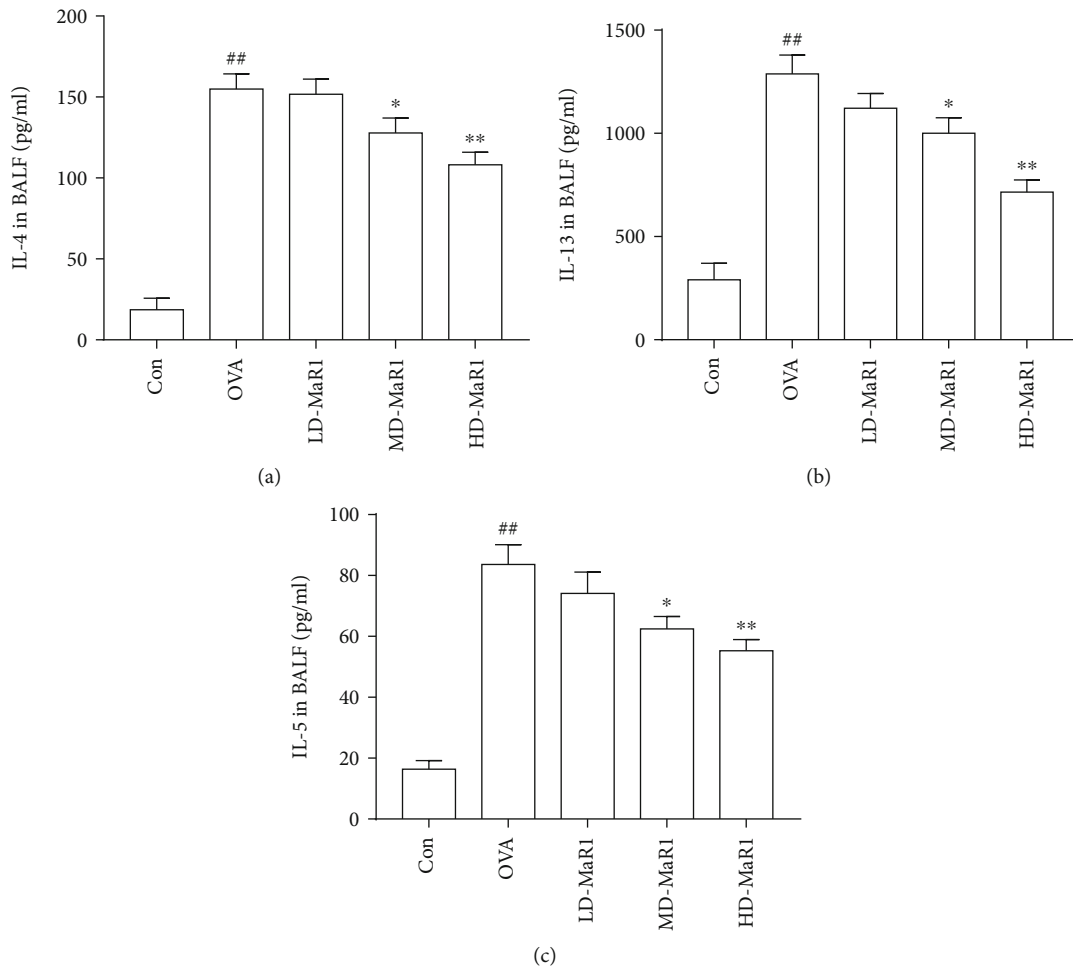 IL-4 in BALF (pg/ml)
200
150
100
50
0
##
*
**
Con
OVA
LD-MaR1
MD-MaR1
HD-MaR1
(a)
IL-13 in BALF (pg/ml)
1500
1000
500
0
##
*
**
Con
OVA
LD-MaR1
MD-MaR1
HD-MaR1
(b)
IL-5 in BALF (pg/ml)
100
80
60
40
20
0
##
*
**
Con
OVA
LD-MaR1
MD-MaR1
HD-MaR1
(c)